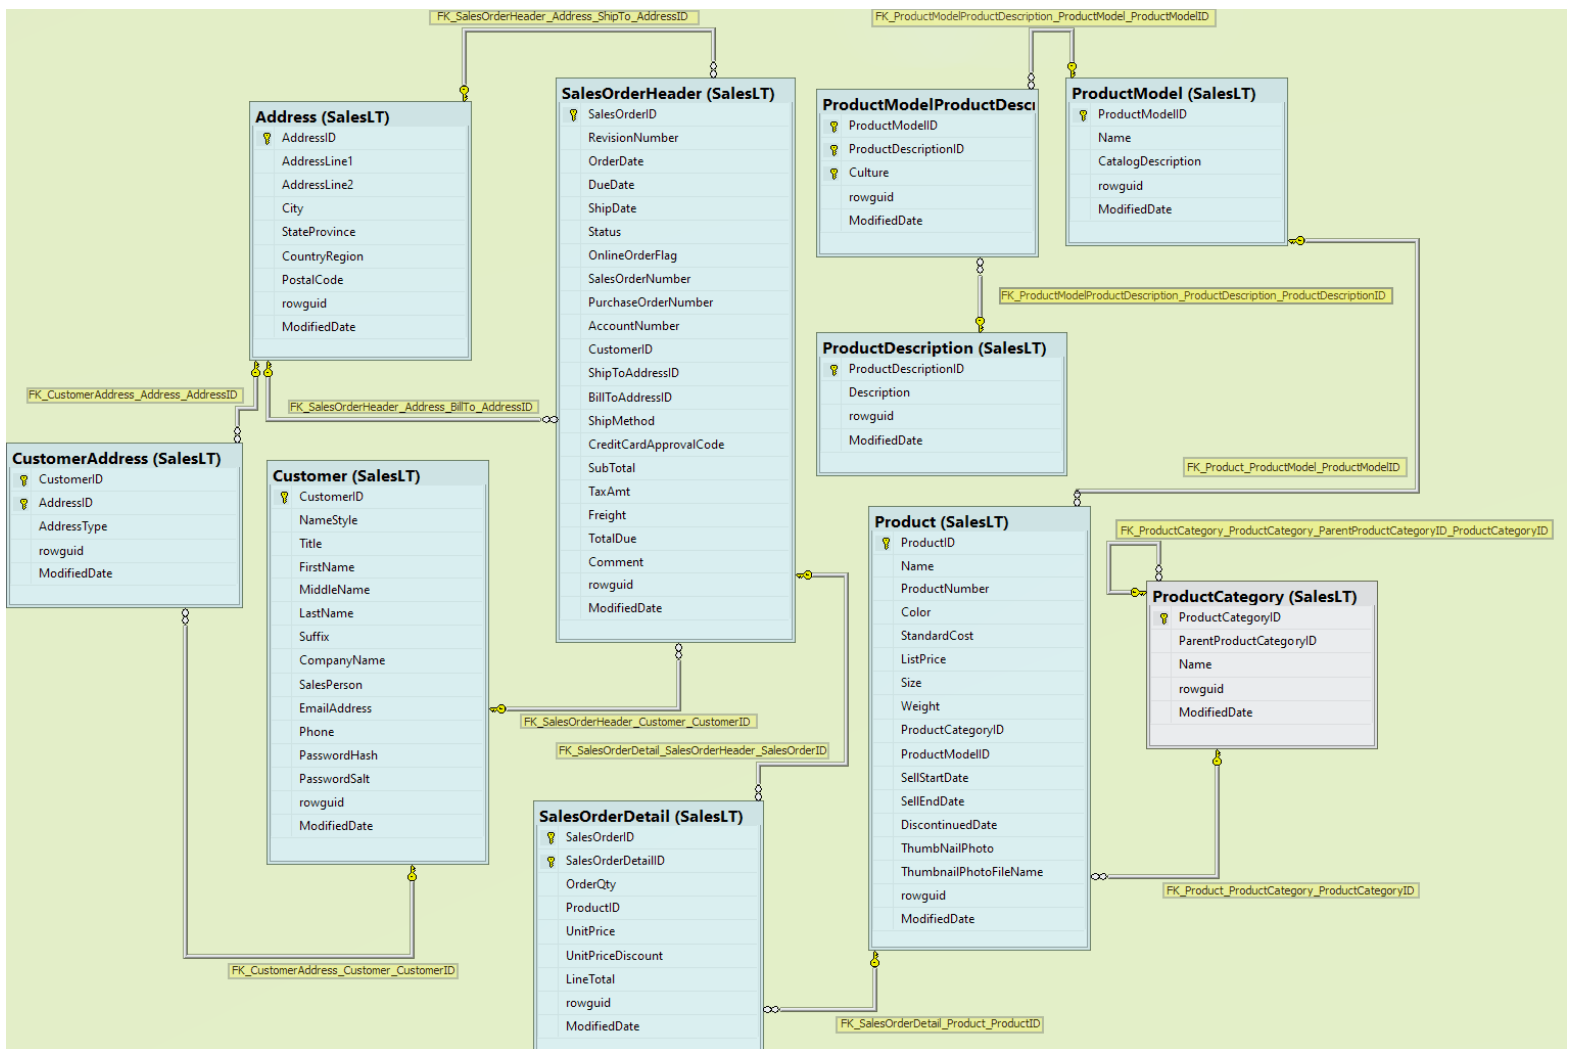 FK_SalesOrderHeader_Address_ShipTo_AddressID
FK_ProductModelProductDescription_ProductModel_ProductModelID
Address (SalesLT)
AddressID
AddressLine1
AddressLine2
City
StateProvince
CountryRegion
PostalCode
rowguid
ModifiedDate
SalesOrderHeader (SalesLT)
SalesOrderID
RevisionNumber
OrderDate
DueDate
ShipDate
Status
OnlineOrderFlag
SalesOrderNumber
PurchaseOrderNumber
AccountNumber
CustomerID
ShipToAddressID
BillToAddressID
ShipMethod
CreditCardApprovalCode
SubTotal
TaxAmt
Freight
TotalDue
Comment
rowguid
ModifiedDate
ProductModelProductDescri
ProductModelID
ProductDescriptionID
Culture
rowguid
ModifiedDate
ProductModel (SalesLT)
ProductModelID
Name
CatalogDescription
rowguid
ModifiedDate
FK_ProductModelProductDescription_ProductDescription_ProductDescriptionID
ProductDescription (SalesLT)
ProductDescriptionID
Description
rowguid
ModifiedDate
FK_CustomerAddress_Address_AddressID
FK_SalesOrderHeader_Address_BillTo_AddressID
CustomerAddress (SalesLT)
CustomerID
AddressID
AddressType
rowguid
ModifiedDate
Customer (SalesLT)
CustomerID
NameStyle
Title
FirstName
MiddleName
LastName
Suffix
CompanyName
SalesPerson
EmailAddress
Phone
PasswordHash
PasswordSalt
rowguid
ModifiedDate
FK_Product_ProductModel_ProductModelID
Product (SalesLT)
ProductID
Name
ProductNumber
Color
StandardCost
ListPrice
Size
Weight
ProductCategoryID
ProductModelID
SellStartDate
SellEndDate
DiscontinuedDate
ThumbNailPhoto
ThumbnailPhotoFileName
rowguid
ModifiedDate
FK_ProductCategory_ProductCategory_ParentProductCategoryID_ProductCategoryID
ProductCategory (SalesLT)
ProductCategoryID
ParentProductCategoryID
Name
rowguid
ModifiedDate
FK_SalesOrderHeader_Customer_CustomerID
FK_SalesOrderDetail_SalesOrderHeader_SalesOrderID
SalesOrderDetail (SalesLT)
SalesOrderID
SalesOrderDetailID
OrderQty
ProductID
UnitPrice
UnitPriceDiscount
LineTotal
rowguid
ModifiedDate
FK_Product_ProductCategory_ProductCategoryID
FK_CustomerAddress_Customer_CustomerID
FK_SalesOrderDetail_Product_ProductID